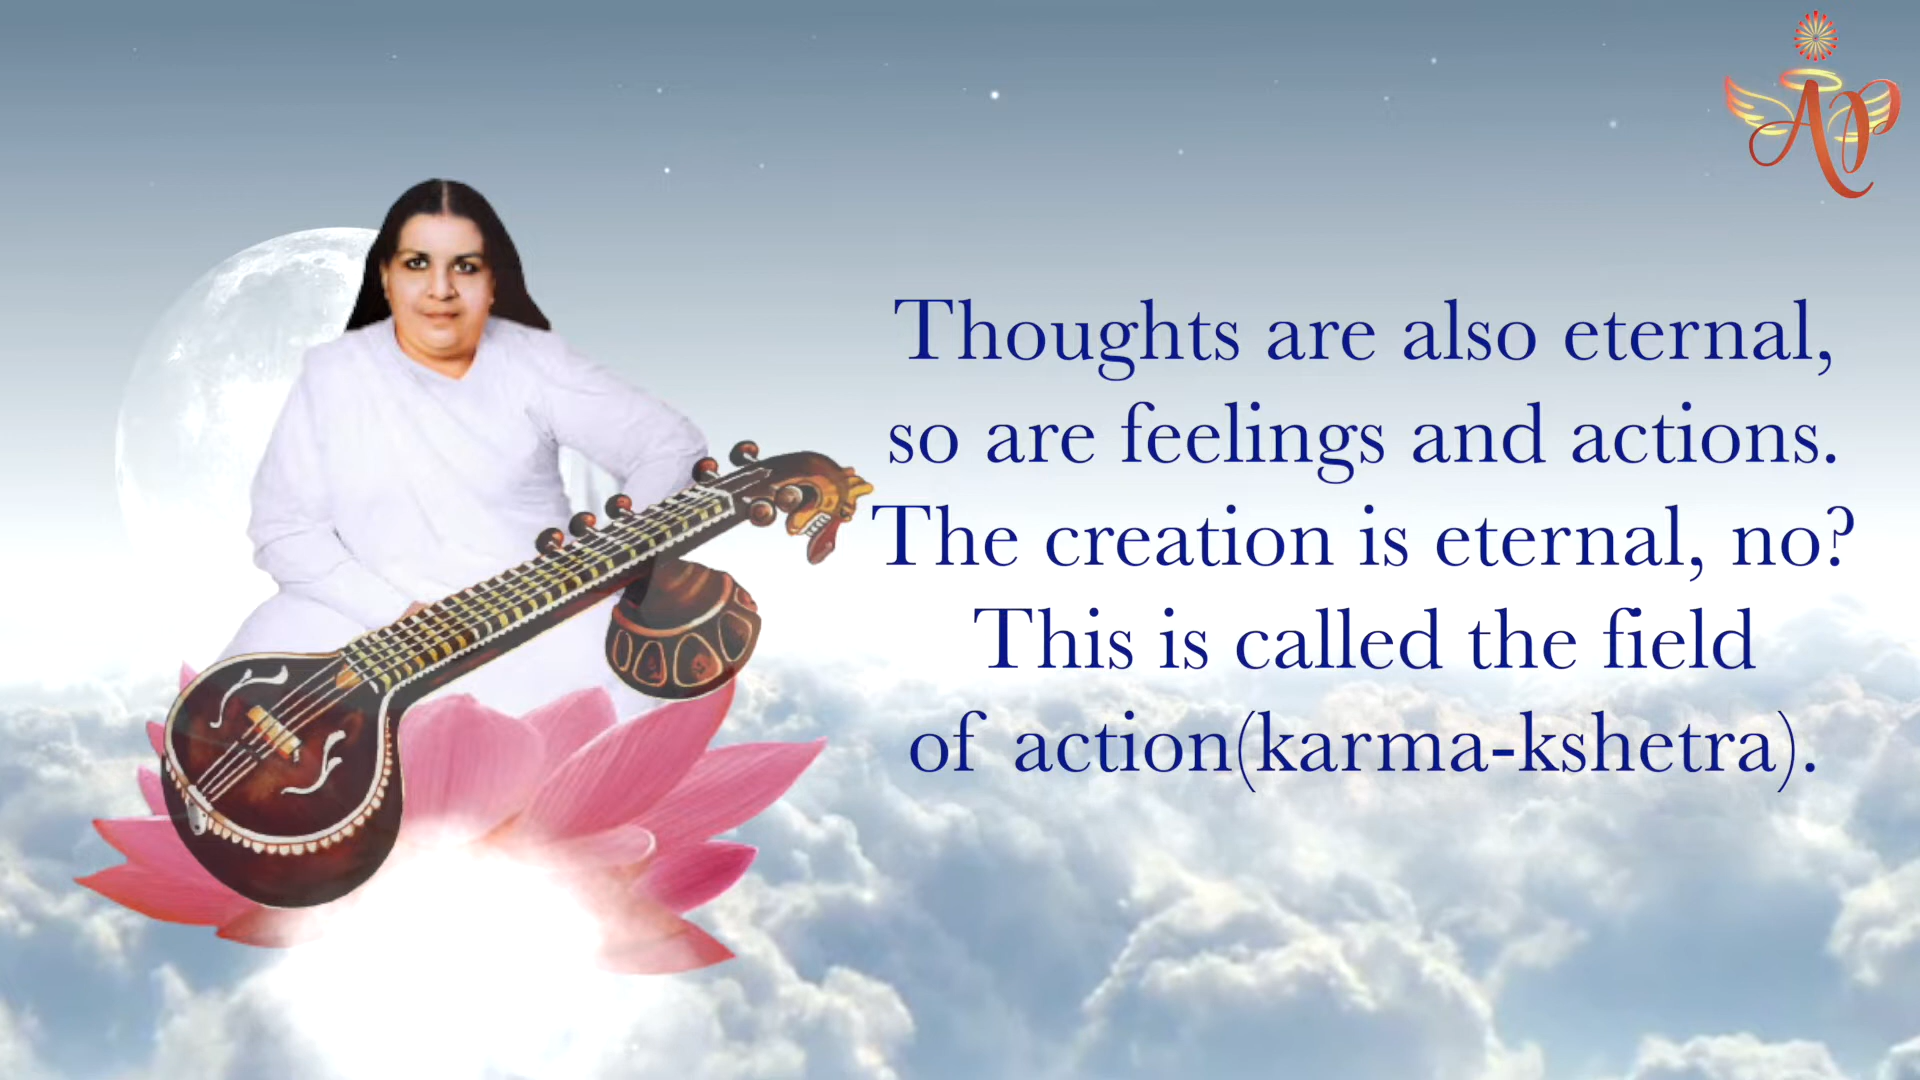 AP
Thoughts are also eternal,
so are feelings and actions.
The creation is eternal, no?
This is called the field
of action(karma-kshetra).